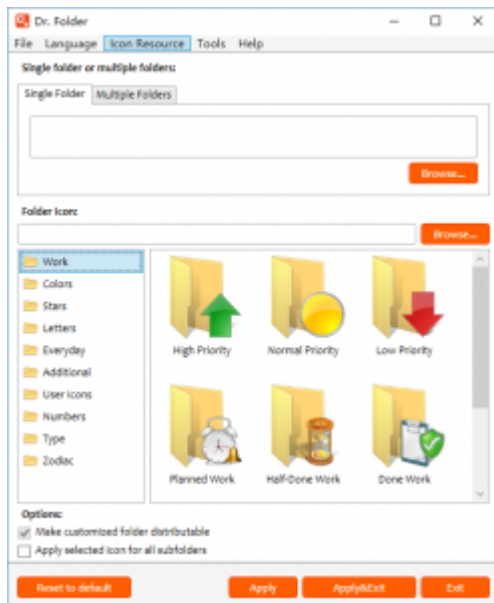 Dr. Folder
File Language Icon Resource Tools Help
Single folder or multiple folders:
Single Folder Multiple Folders
Browse...
Folder Icon:
Browse...
Work
Colors
Stars
Letters
Everyday
Additional
User Icons
Numbers
Type
Zodiac
High Priority Normal Priority Low Priority
Planned Work Half-Done Work Done Work
Options:
Make customized folder distributable
Apply selected icon for all subfolders
Reset to default Apply Apply&Exit Exit